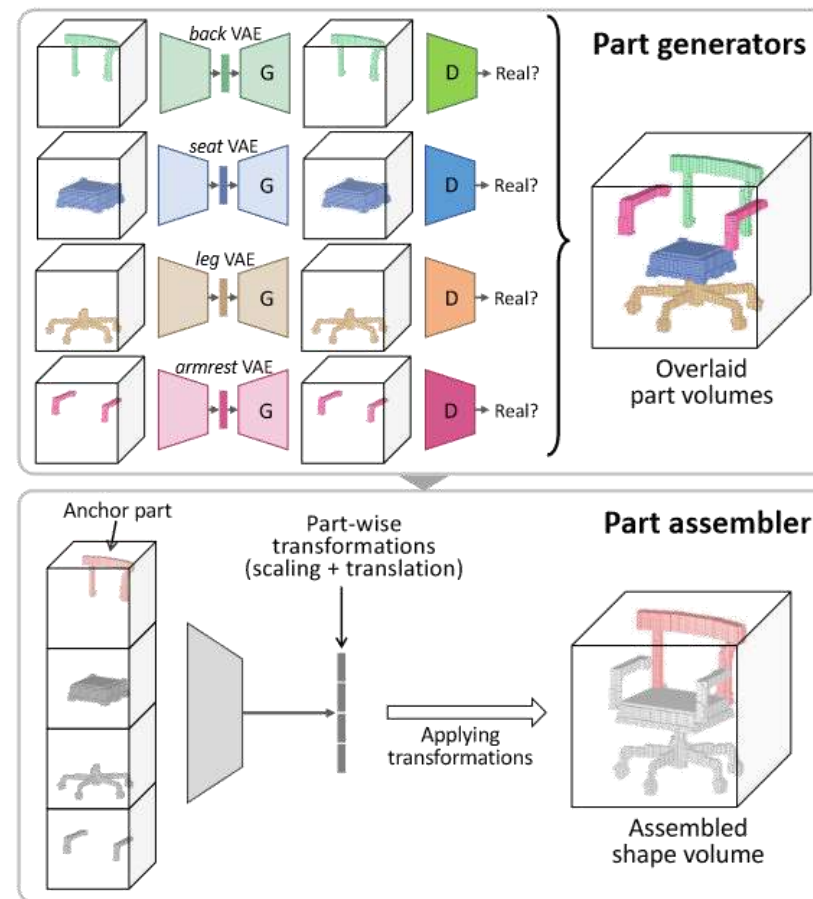 back VAE
G
D
Real?
Part generators
seat VAE
G
D
Real?
leg VAE
G
D
Real?
armrest VAE
G
D
Real?
Overlaid
part volumes
Anchor part
Part-wise
transformations
(scaling + translation)
Part assembler
Applying
transformations
Assembled
shape volume